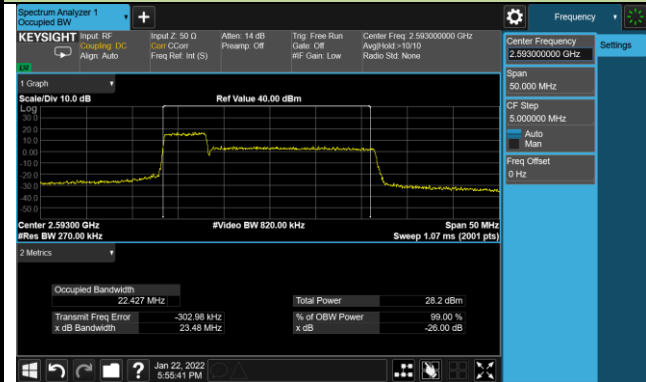 Spectrum Analyzer 1
Occupied BW
Frequency
KEYSIGHT
Input: RF
Coupling: DC
Align: Auto
Input Z: 50 Ω
Corr CCorr
Freq Ref: Int (S)
Atten: 14 dB
Preamp: Off
Trig: Free Run
Gate: Off
#IF Gain: Low
Center Freq: 2.593000000 GHz
Avg|Hold:>10/10
Radio Std: None
Center Frequency
2.593000000 GHz
Settings
Span
50.000 MHz
CF Step
5.000000 MHz
Auto
Man
Freq Offset
0 Hz
1 Graph
Scale/Div 10.0 dB
Ref Value 40.00 dBm
Log
30.0
20.0
10.0
0.00
-10.0
-20.0
-30.0
-40.0
-50.0
Center 2.59300 GHz
#Video BW 820.00 kHz
Span 50 MHz
#Res BW 270.00 kHz
Sweep 1.07 ms (2001 pts)
2 Metrics
Occupied Bandwidth
22.427 MHz
Total Power
28.2 dBm
Transmit Freq Error
-302.98 kHz
% of OBW Power
99.00 %
x dB Bandwidth
23.48 MHz
x dB
-26.00 dB
Jan 22, 2022
5:55:41 PM